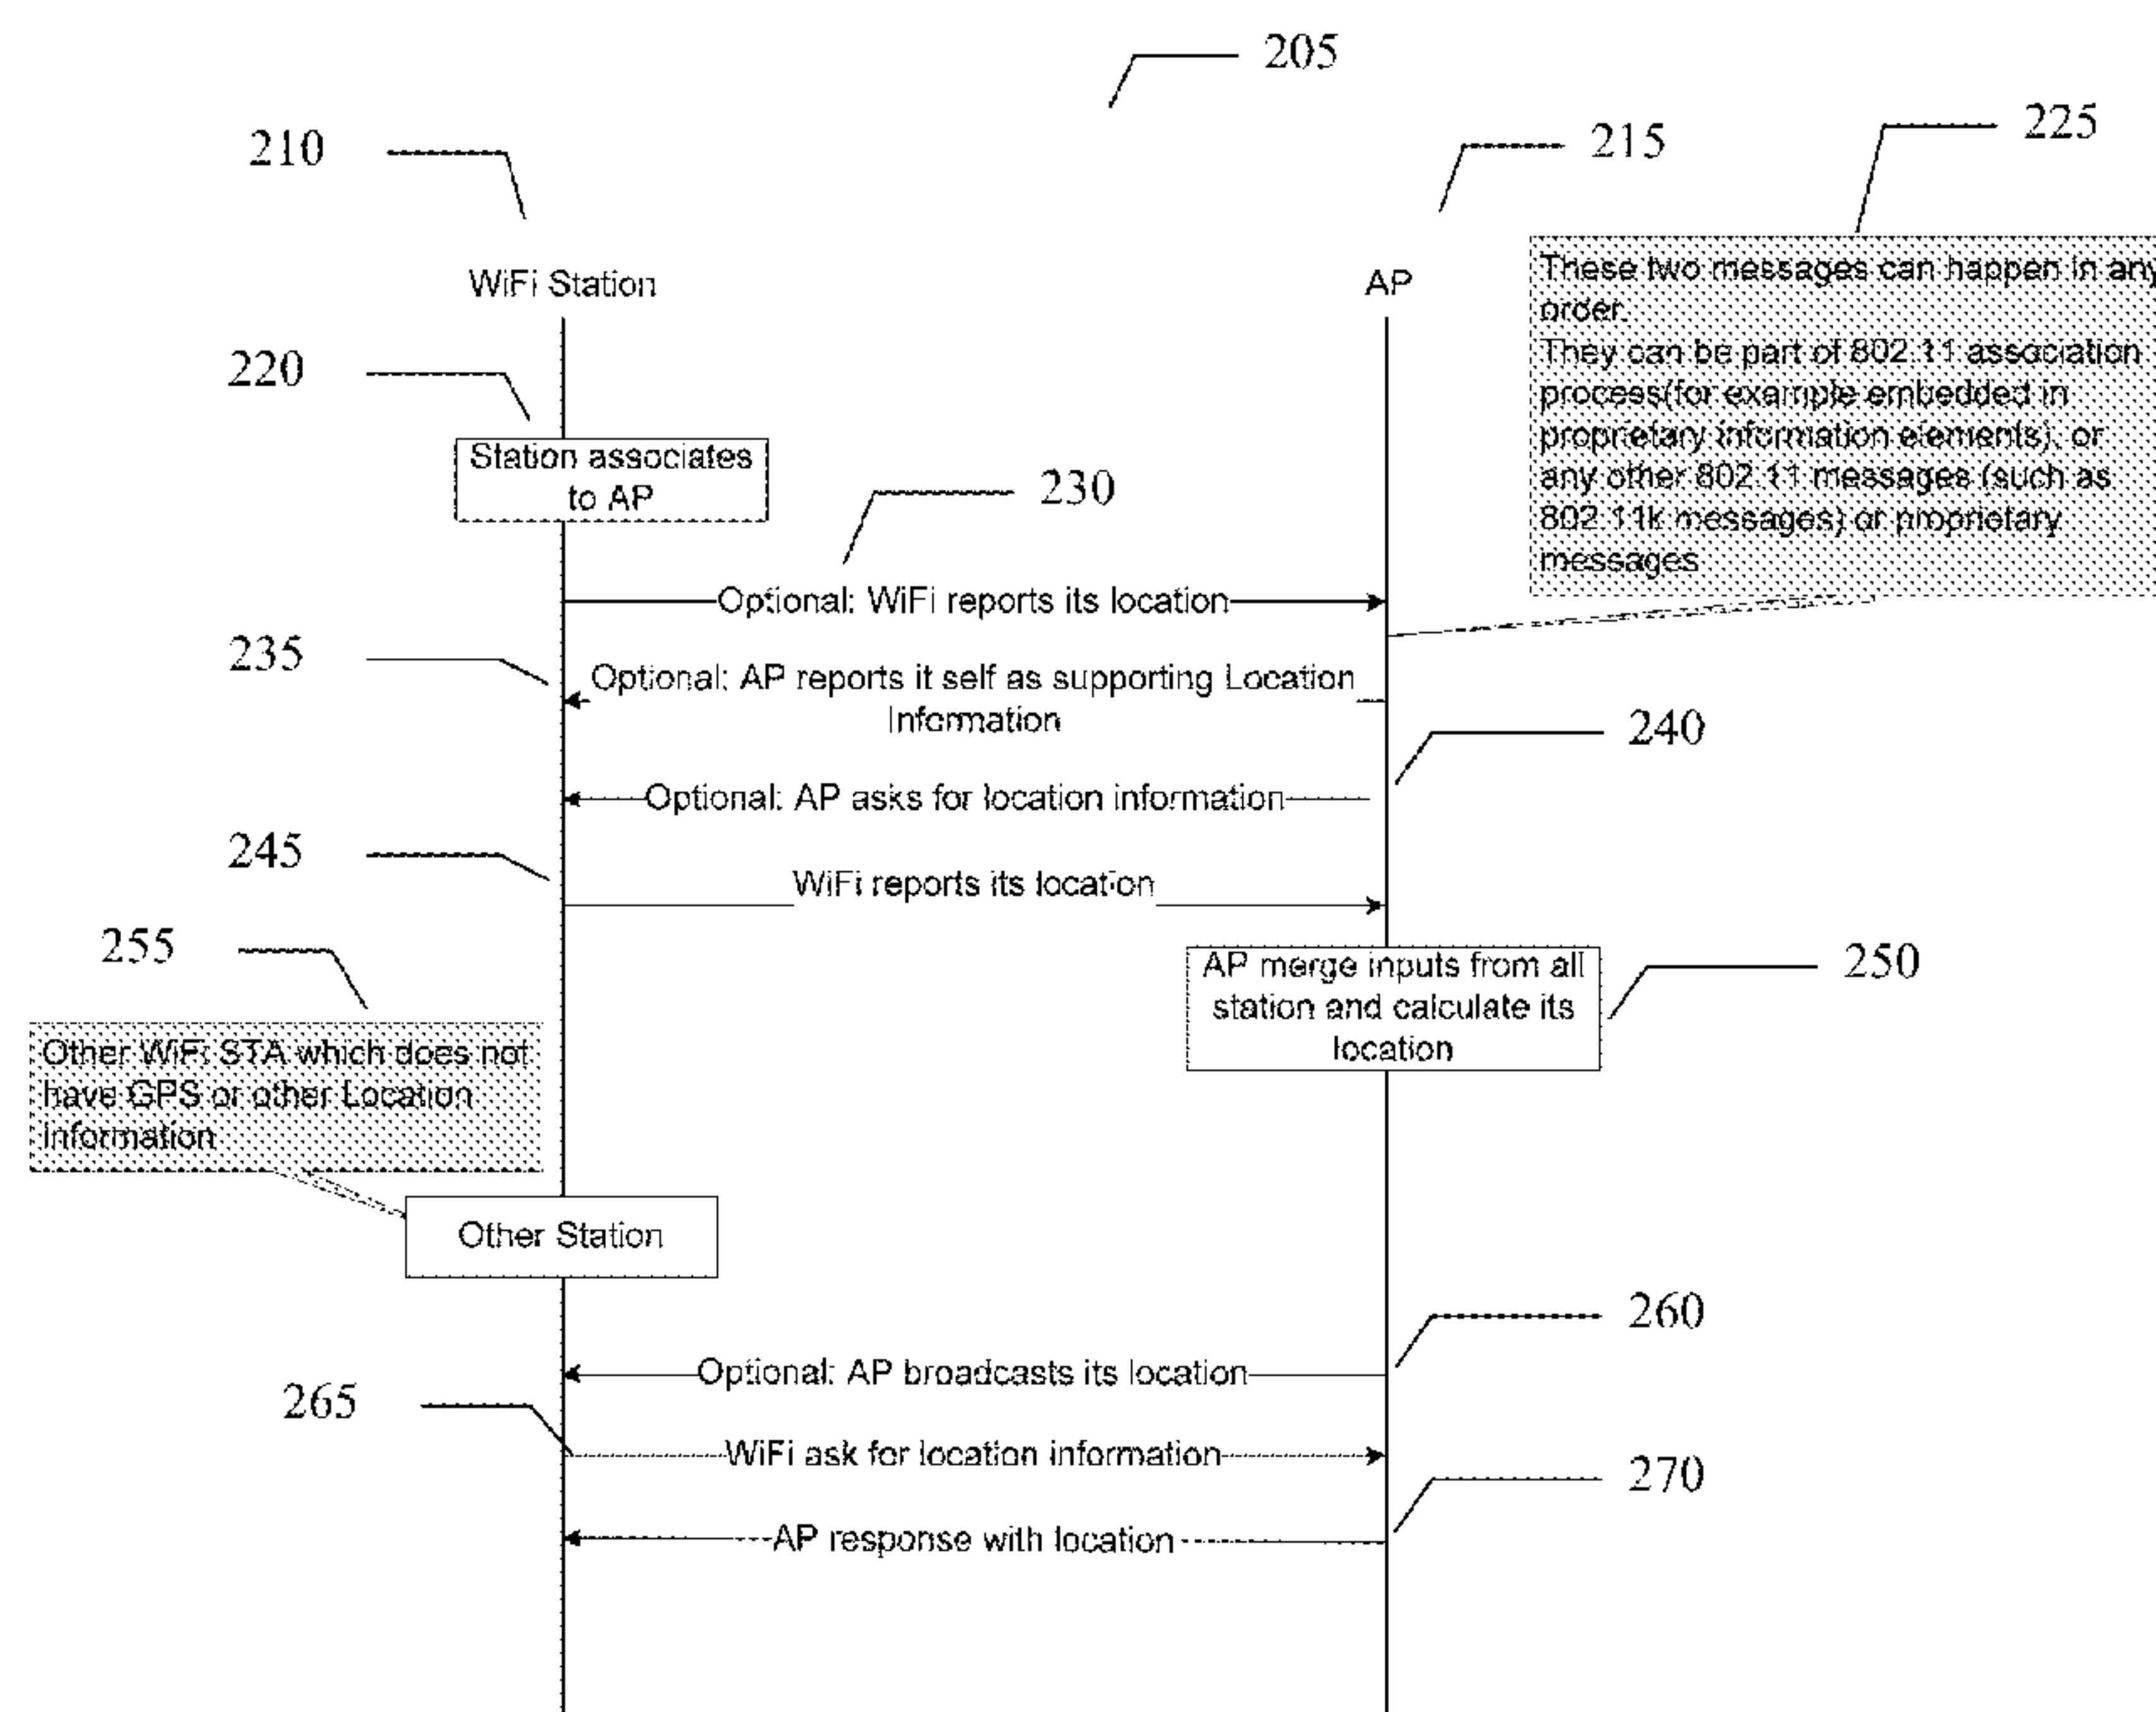 205
210
215
225
WiFi Station
AP
These two messages can happen in any
order.
They can be part of 802.11 association
process(for example embedded in
proprietary information elements), or
any other 802.11 messages (such as
802.11k messages) or proprietary
messages
220
Station associates
to AP
230
Optional: WiFi reports its location
235
Optional: AP reports it self as supporting Location
Information
240
Optional: AP asks for location information
245
WiFi reports its location
255
250
AP merge inputs from all
station and calculate its
location
Other WiFi STA which does not
have GPS or other Location
Information
Other Station
260
Optional: AP broadcasts its location
265
WiFi ask for location information
270
AP response with location